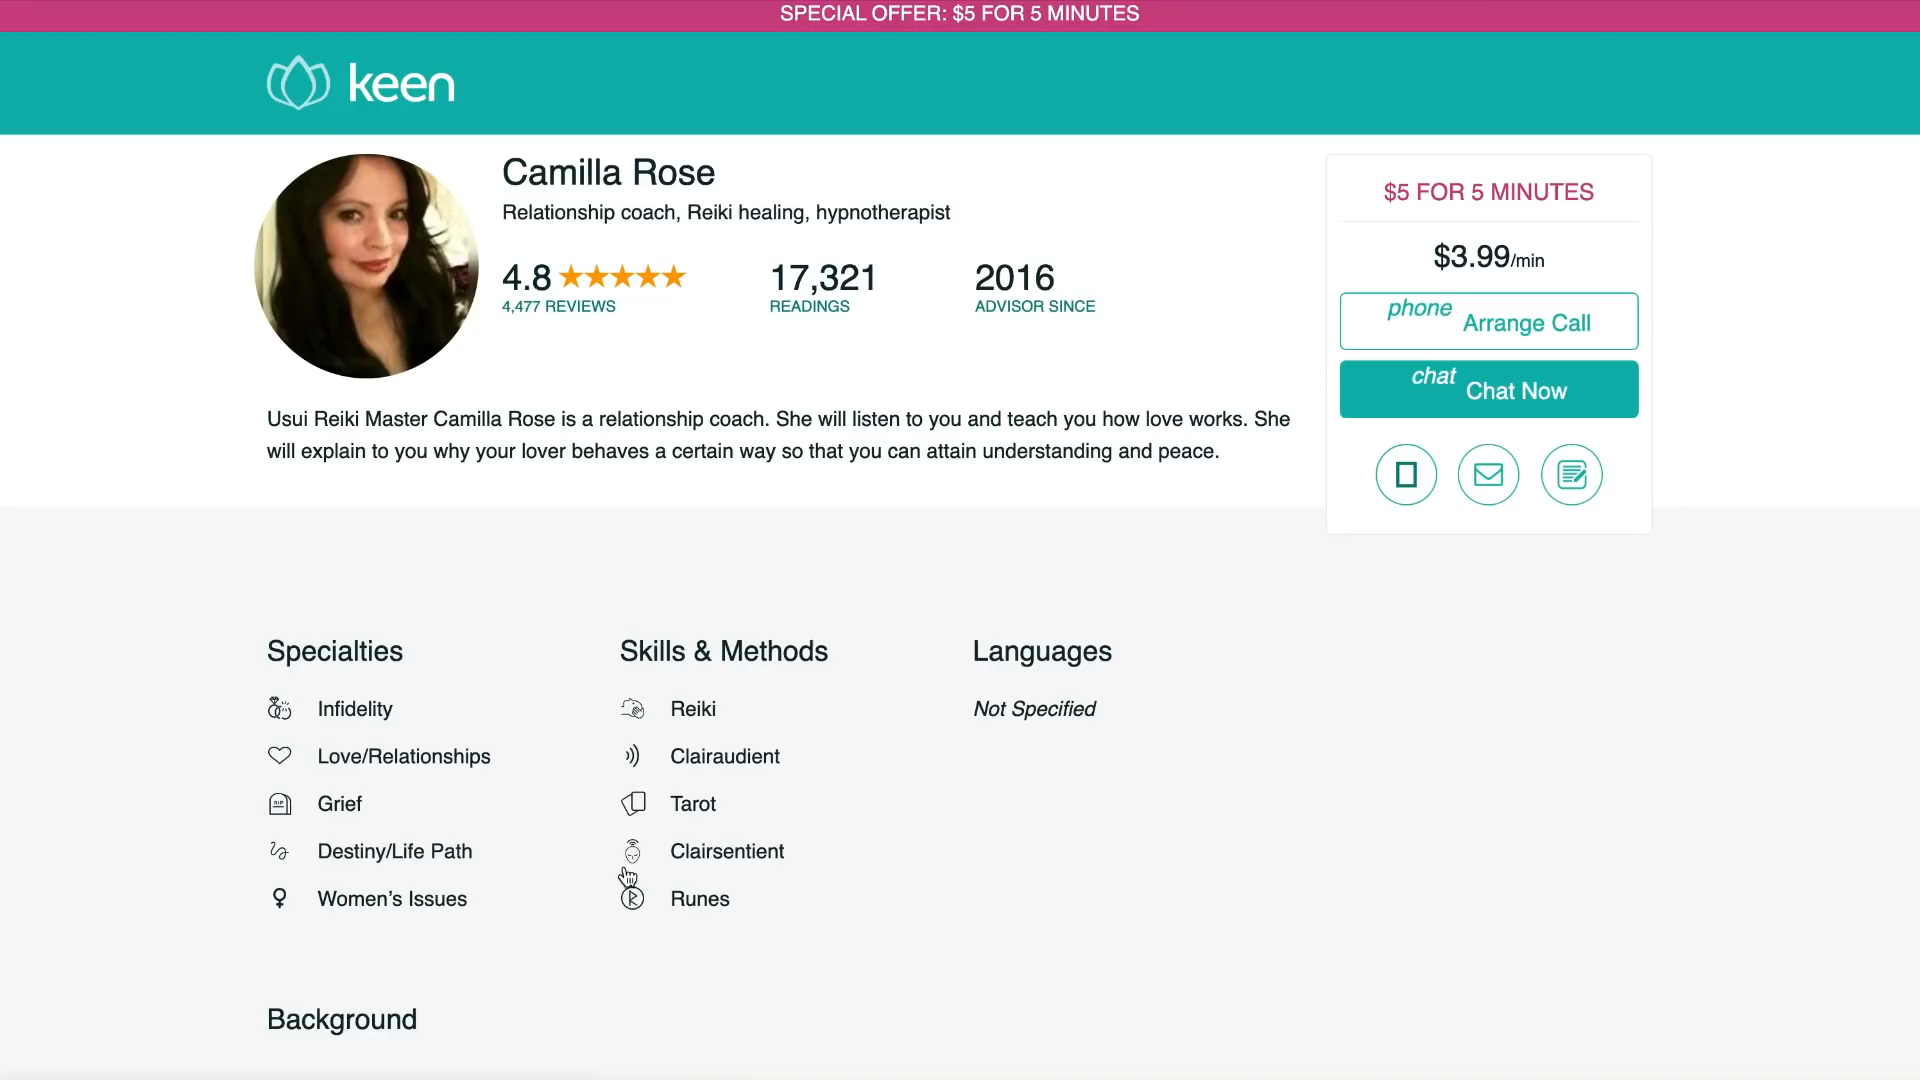 SPECIAL OFFER: $5 FOR 5 MINUTES
keen
Camilla Rose
Relationship coach, Reiki healing, hypnotherapist
4.8
4,477 REVIEWS
17,321
READINGS
2016
ADVISOR SINCE
Usui Reiki Master Camilla Rose is a relationship coach. She will listen to you and teach you how love works. She
will explain to you why your lover behaves a certain way so that you can attain understanding and peace.
$5 FOR 5 MINUTES
$3.99/min
phone Arrange Call
chat Chat Now
Specialties
Infidelity
Love/Relationships
RIP
Grief
Destiny/Life Path
Women’s Issues
Skills & Methods
Reiki
Clairaudient
Tarot
Clairsentient
Runes
Languages
Not Specified
Background